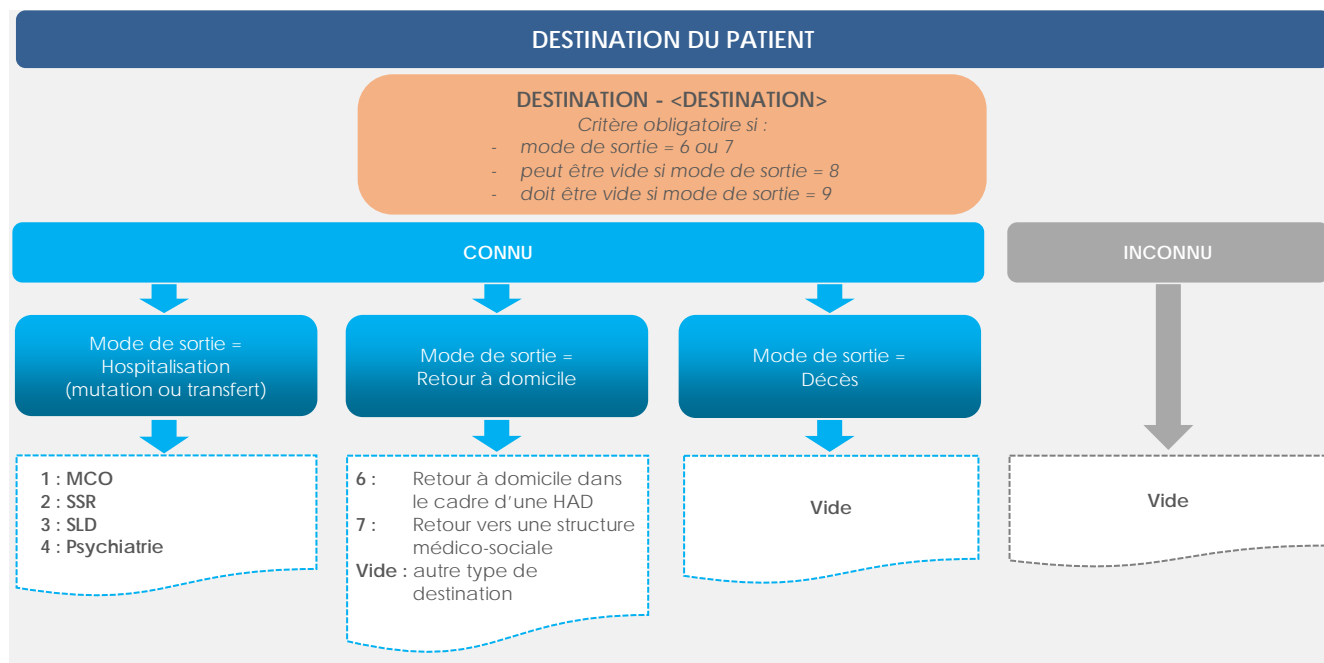 DESTINATION DU PATIENT
DESTINATION - <DESTINATION>
Critère obligatoire si :
- mode de sortie = 6 ou 7
- peut être vide si mode de sortie = 8
- doit être vide si mode de sortie = 9
CONNU
INCONNU
Mode de sortie =
Hospitalisation
(mutation ou transfert)
Mode de sortie =
Retour à domicile
Mode de sortie =
Décès
1 : MCO
2 : SSR
3 : SLD
4 : Psychiatrie
6 : Retour à domicile dans
le cadre d’une HAD
7 : Retour vers une structure
médico-sociale
Vide : autre type de
destination
Vide
Vide